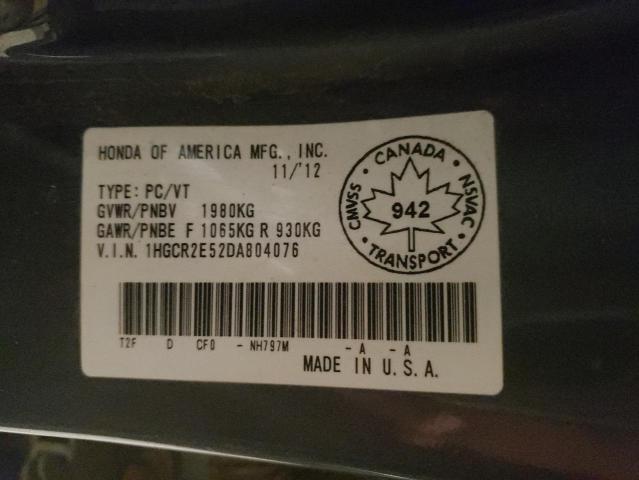 HONDA OF AMERICA MFG., INC.
11/'12
TYPE: PC/VT
GVWR/PNBV 1980KG
GAWR/PNBE F 1065KG R 930KG
V.I.N. 1HGCR2E52DA804076
CANADA · NSVAC · TRANSPORT · CMVSS ·
942
T2F D CF0 - NH797M - A - A
MADE IN U.S.A.